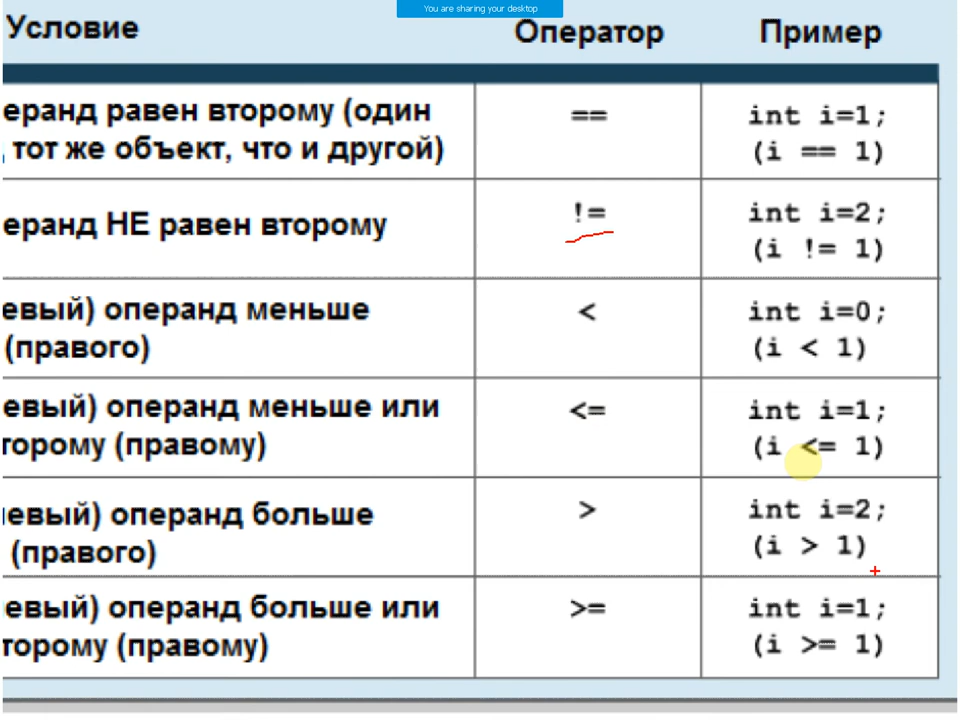 You are sharing your desktop
Условие Оператор Пример
еранд равен второму (один
тот же объект, что и другой)
==
int i=1;
(i == 1)
еранд НЕ равен второму
!=
int i=2;
(i != 1)
евый) операнд меньше
(правого)
<
int i=0;
(i < 1)
евый) операнд меньше или
торому (правому)
<=
int i=1;
(i <= 1)
евый) операнд больше
(правого)
>
int i=2;
(i > 1)
евый) операнд больше или
торому (правому)
>=
int i=1;
(i >= 1)